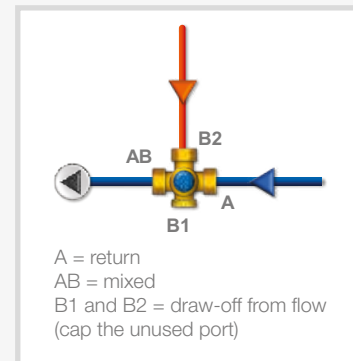 B2
AB
A
B1
A = return
AB = mixed
B1 and B2 = draw-off from flow
(cap the unused port)